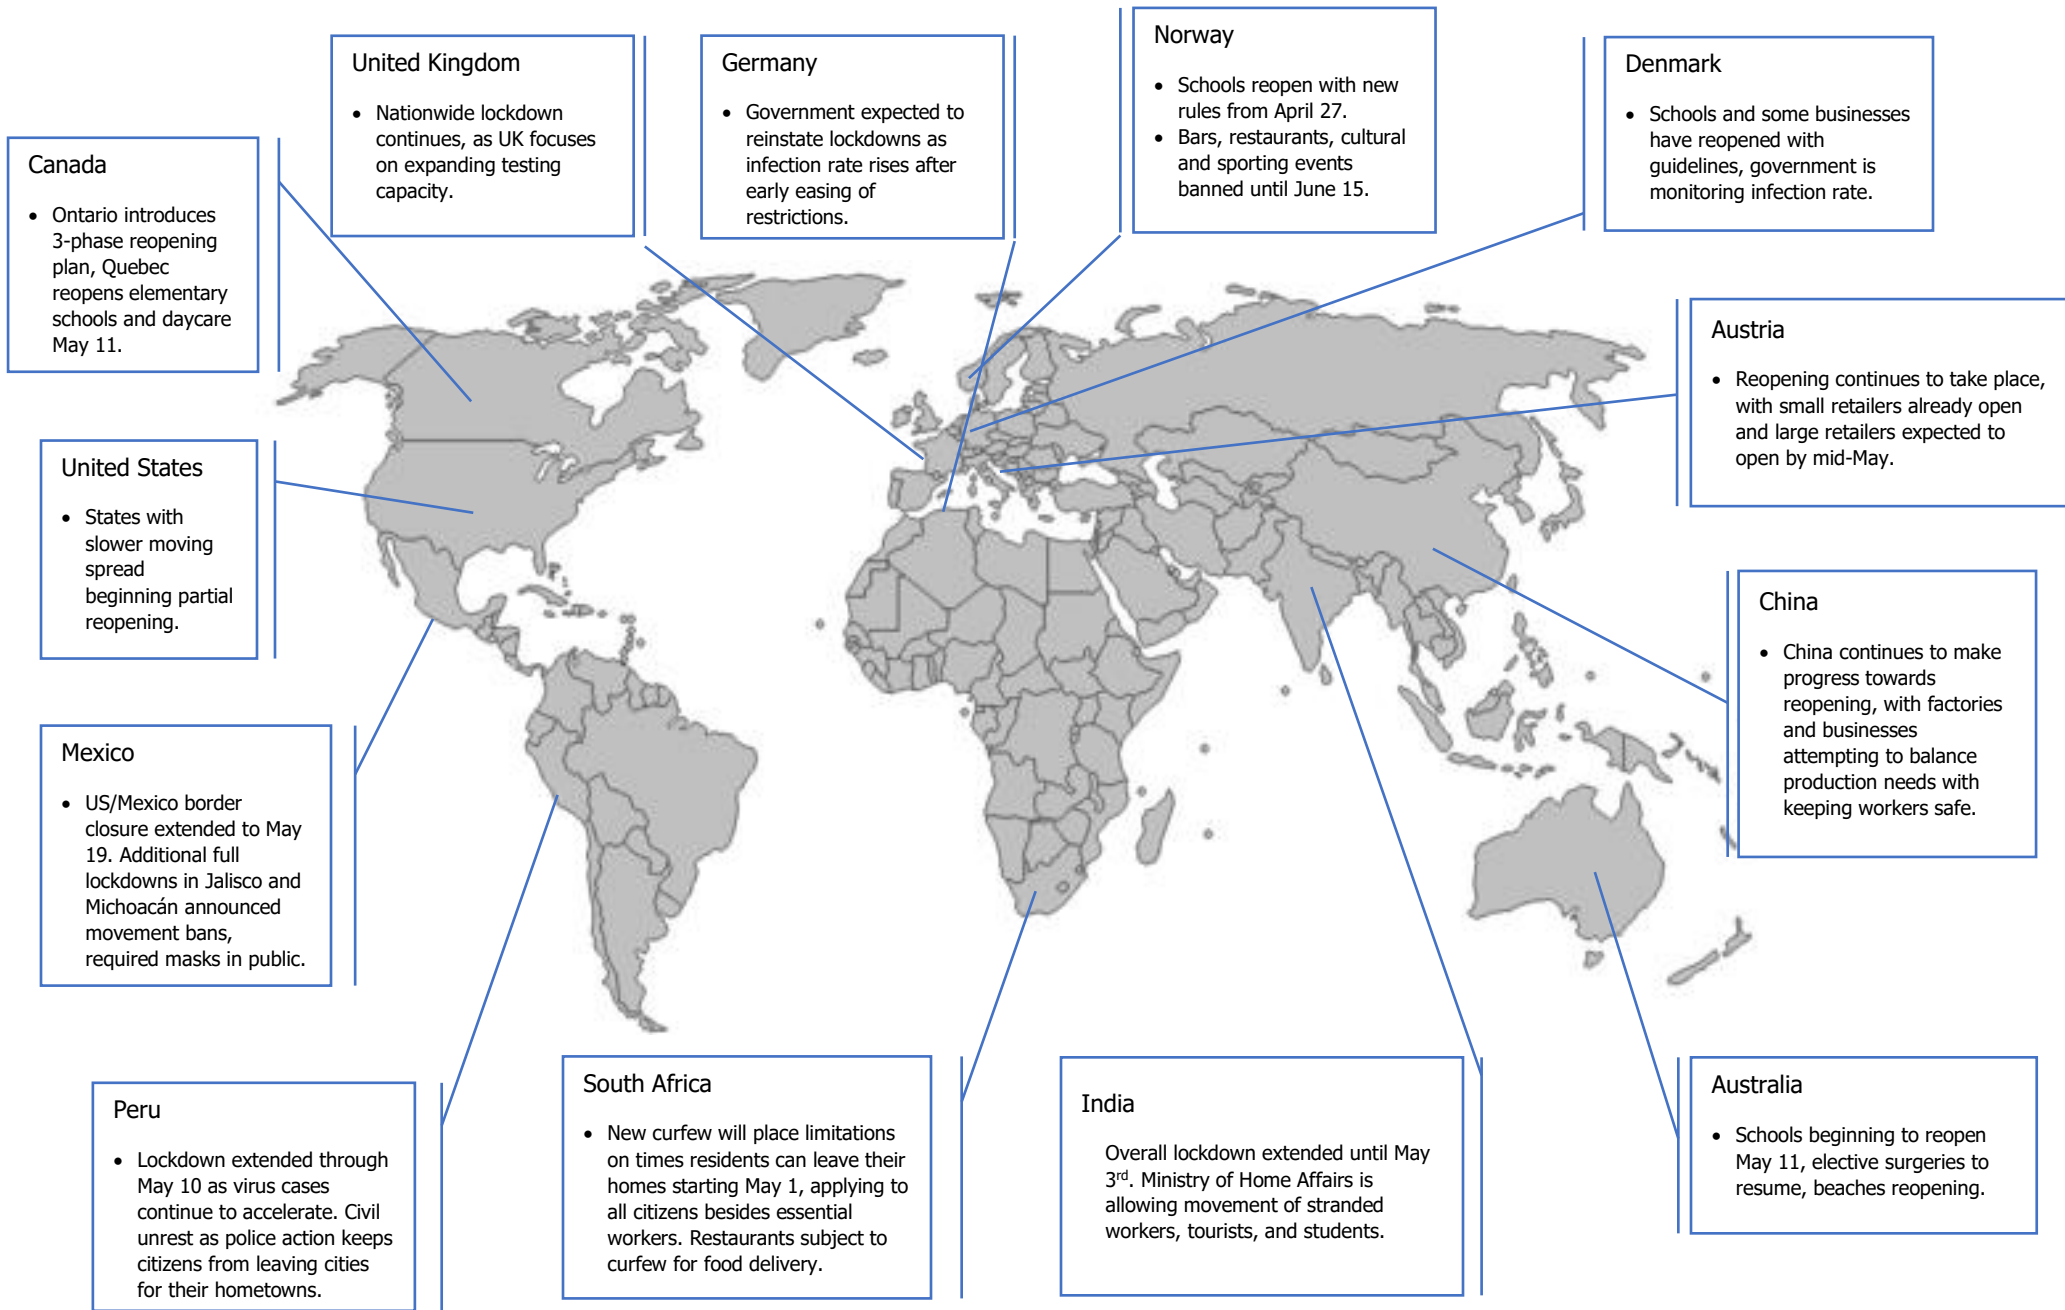 United Kingdom
• Nationwide lockdown
continues, as UK focuses
on expanding testing
capacity.
Germany
• Government expected to
reinstate lockdowns as
infection rate rises after
early easing of
restrictions.
Norway
• Schools reopen with new
rules from April 27.
• Bars, restaurants, cultural
and sporting events
banned until June 15.
Denmark
• Schools and some businesses
have reopened with
guidelines, government is
monitoring infection rate.
Canada
• Ontario introduces
3-phase reopening
plan, Quebec
reopens elementary
schools and daycare
May 11.
Austria
• Reopening continues to take place,
with small retailers already open
and large retailers expected to
open by mid-May.
United States
• States with
slower moving
spread
beginning partial
reopening.
China
• China continues to make
progress towards
reopening, with factories
and businesses
attempting to balance
production needs with
keeping workers safe.
Mexico
• US/Mexico border
closure extended to May
19. Additional full
lockdowns in Jalisco and
Michoacán announced
movement bans,
required masks in public.
Peru
• Lockdown extended through
May 10 as virus cases
continue to accelerate. Civil
unrest as police action keeps
citizens from leaving cities
for their hometowns.
South Africa
• New curfew will place limitations
on times residents can leave their
homes starting May 1, applying to
all citizens besides essential
workers. Restaurants subject to
curfew for food delivery.
India
Overall lockdown extended until May
3rd. Ministry of Home Affairs is
allowing movement of stranded
workers, tourists, and students.
Australia
• Schools beginning to reopen
May 11, elective surgeries to
resume, beaches reopening.